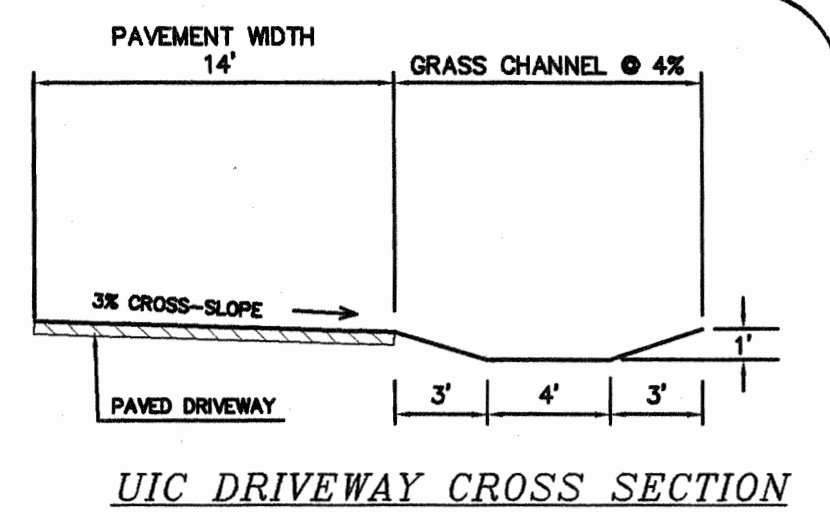 PAVEMENT WIDTH
14'
GRASS CHANNEL @ 4%
3% CROSS-SLOPE
1'
3'
4'
3'
PAVED DRIVEWAY
UIC DRIVEWAY CROSS SECTION